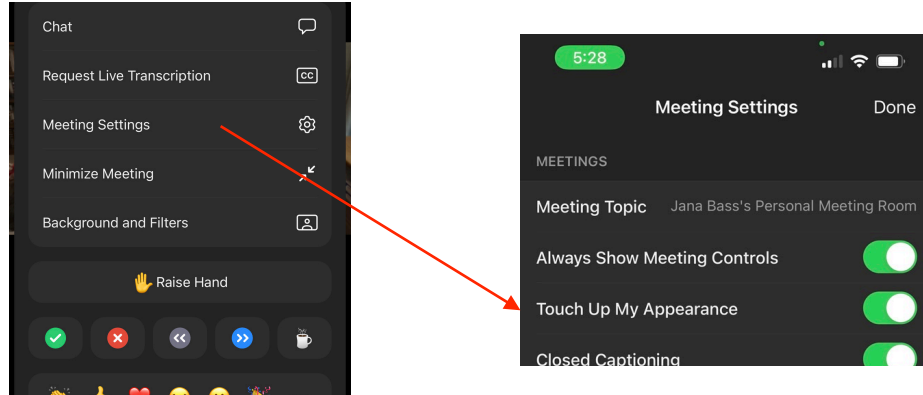 Chat
Request Live Transcription
CC
Meeting Settings
Minimize Meeting
Background and Filters
Raise Hand
5:28
Meeting Settings
Done
MEETINGS
Meeting Topic Jana Bass's Personal Meeting Room
Always Show Meeting Controls
Touch Up My Appearance
Closed Captioning